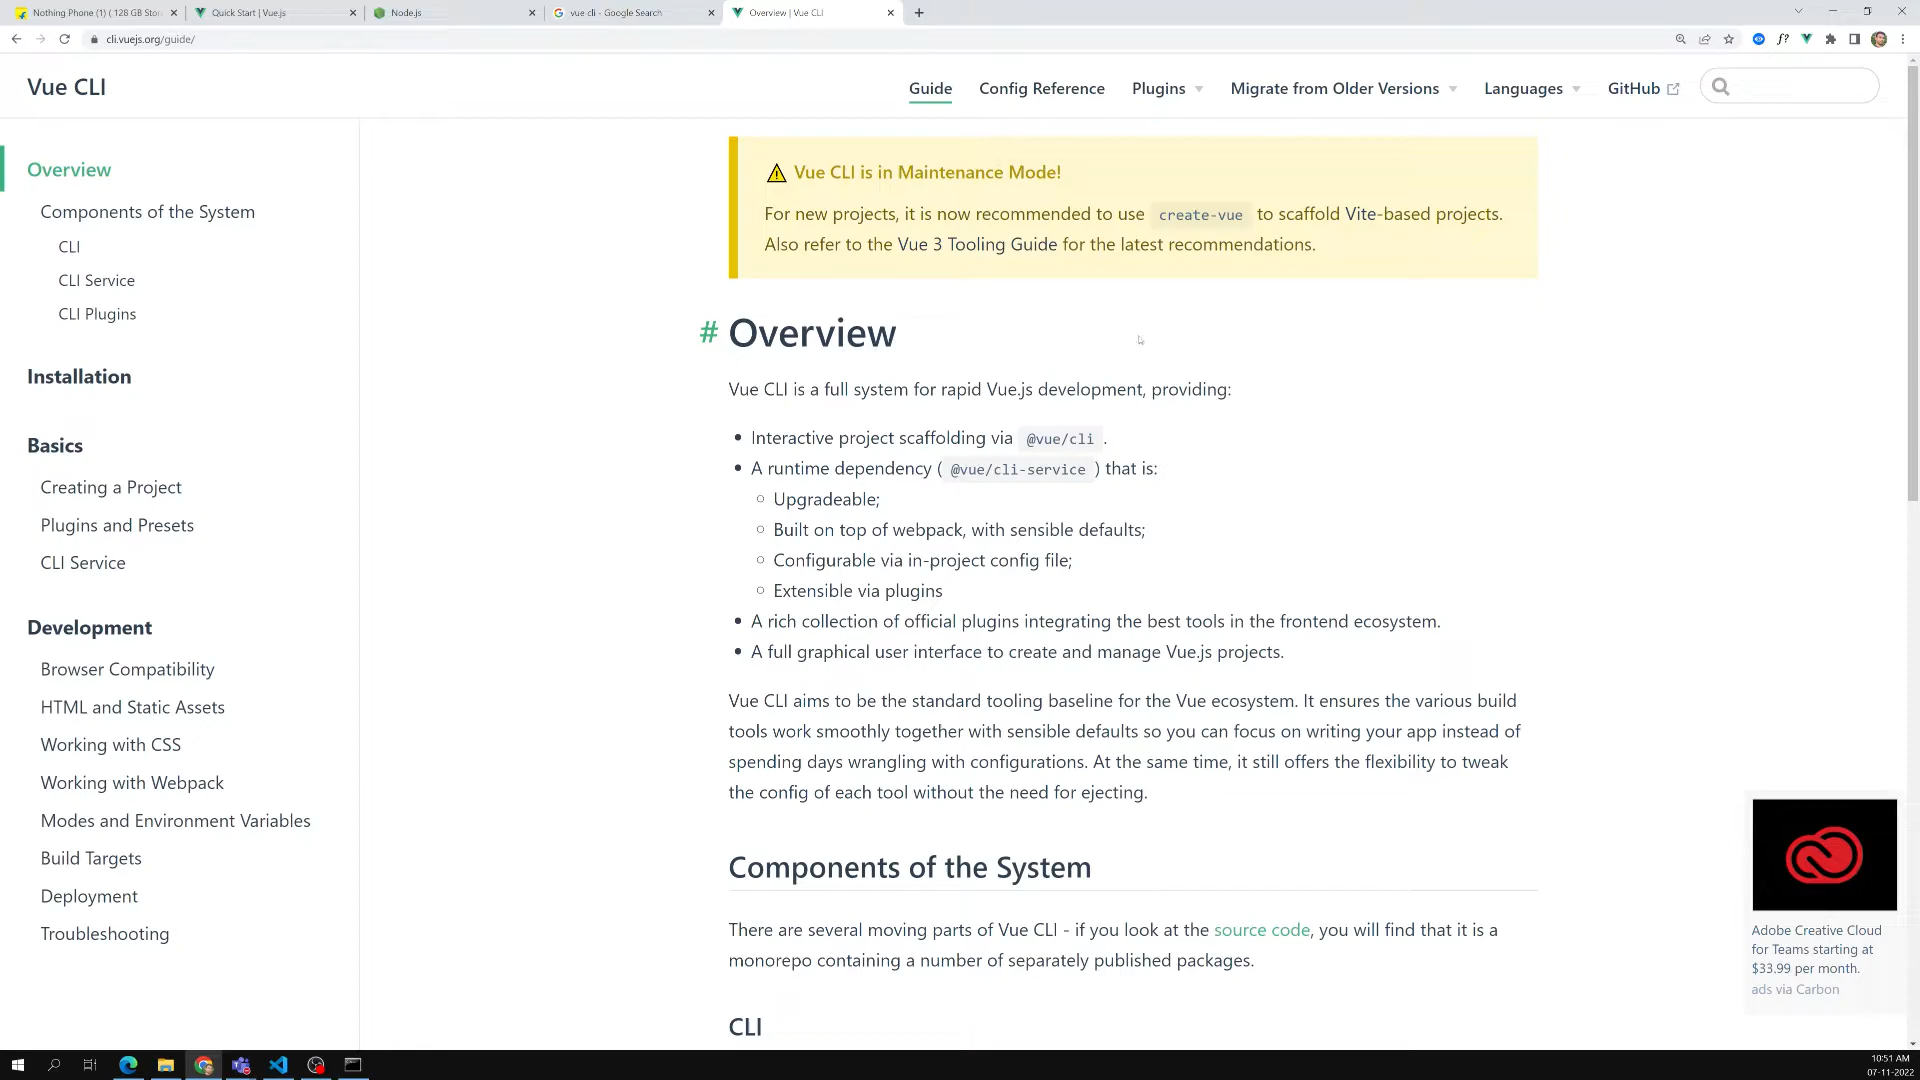 Nothing Phone (1) ( 128 GB Stor
Quick Start | Vue.js
Node.js
vue cli - Google Search
Overview | Vue CLI
cli.vuejs.org/guide/
Vue CLI
Guide
Config Reference
Plugins
Migrate from Older Versions
Languages
GitHub
Overview
Components of the System
CLI
CLI Service
CLI Plugins
Installation
Basics
Creating a Project
Plugins and Presets
CLI Service
Development
Browser Compatibility
HTML and Static Assets
Working with CSS
Working with Webpack
Modes and Environment Variables
Build Targets
Deployment
Troubleshooting
Vue CLI is in Maintenance Mode!
For new projects, it is now recommended to use create-vue to scaffold Vite-based projects.
Also refer to the Vue 3 Tooling Guide for the latest recommendations.
# Overview
Vue CLI is a full system for rapid Vue.js development, providing:
• Interactive project scaffolding via @vue/cli .
• A runtime dependency ( @vue/cli-service ) that is:
○ Upgradeable;
○ Built on top of webpack, with sensible defaults;
○ Configurable via in-project config file;
○ Extensible via plugins
• A rich collection of official plugins integrating the best tools in the frontend ecosystem.
• A full graphical user interface to create and manage Vue.js projects.
Vue CLI aims to be the standard tooling baseline for the Vue ecosystem. It ensures the various build
tools work smoothly together with sensible defaults so you can focus on writing your app instead of
spending days wrangling with configurations. At the same time, it still offers the flexibility to tweak
the config of each tool without the need for ejecting.
Components of the System
There are several moving parts of Vue CLI - if you look at the source code, you will find that it is a
monorepo containing a number of separately published packages.
CLI
Adobe Creative Cloud
for Teams starting at
$33.99 per month.
ads via Carbon
10:51 AM
07-11-2022